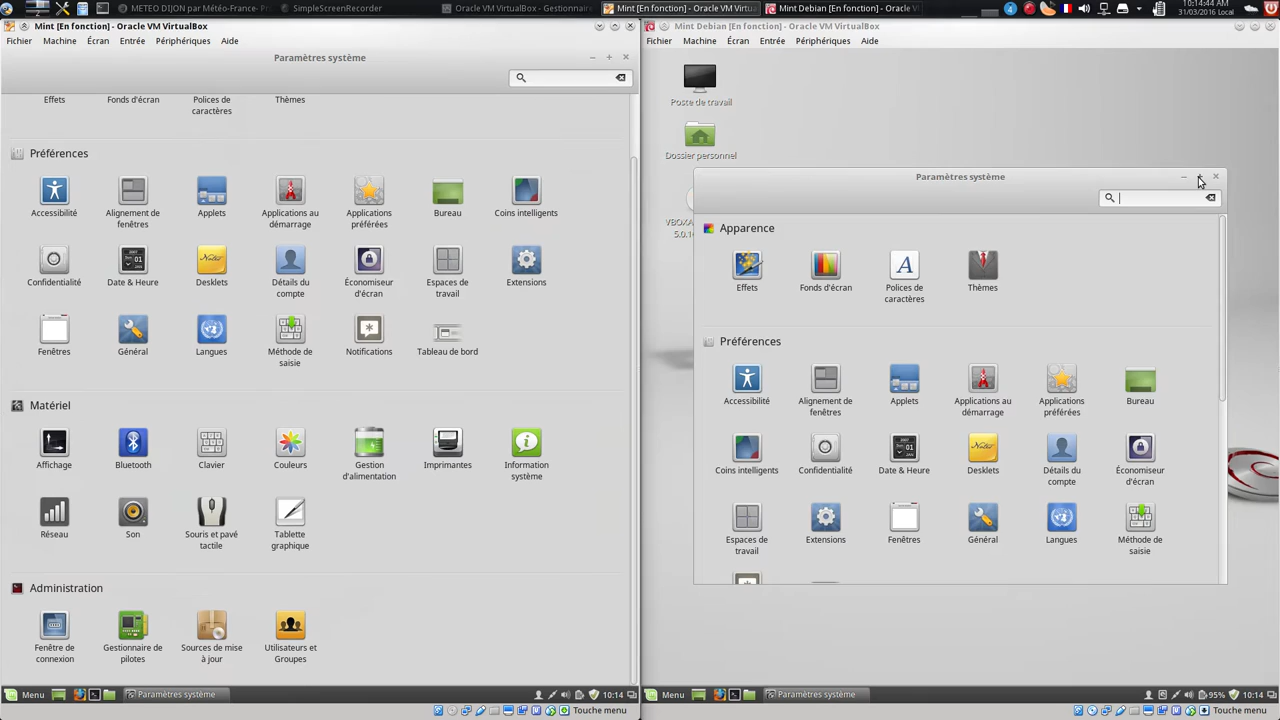 METEO DIJON par Météo-France- P
SimpleScreenRecorder
Oracle VM VirtualBox - Gestionnair
Mint [En fonction] - Oracle VM Virtu
Mint Debian [En fonction] - Oracle V
10:14:44 AM
31/03/2016 Local
Mint [En fonction] - Oracle VM VirtualBox
Fichier Machine Écran Entrée Périphériques Aide
Paramètres système
Effets Fonds d'écran Polices de caractères Thèmes
Préférences
Accessibilité Alignement de fenêtres Applets Applications au démarrage Applications préférées Bureau Coins intelligents
Confidentialité Date & Heure Desklets Détails du compte Économiseur d'écran Espaces de travail Extensions
Fenêtres Général Langues Méthode de saisie Notifications Tableau de bord
Matériel
Affichage Bluetooth Clavier Couleurs Gestion d'alimentation Imprimantes Information système
Réseau Son Souris et pavé tactile Tablette graphique
Administration
Fenêtre de connexion Gestionnaire de pilotes Sources de mise à jour Utilisateurs et Groupes
Menu Paramètres système 10:14
Touche menu
Mint Debian [En fonction] - Oracle VM VirtualBox
Fichier Machine Écran Entrée Périphériques Aide
Poste de travail
Dossier personnel
VBOXA
5.0.1
Paramètres système
Apparence
Effets Fonds d'écran Polices de caractères Thèmes
Préférences
Accessibilité Alignement de fenêtres Applets Applications au démarrage Applications préférées Bureau
Coins intelligents Confidentialité Date & Heure Desklets Détails du compte Économiseur d'écran
Espaces de travail Extensions Fenêtres Général Langues Méthode de saisie
Menu Paramètres système 95% 10:14
Touche menu